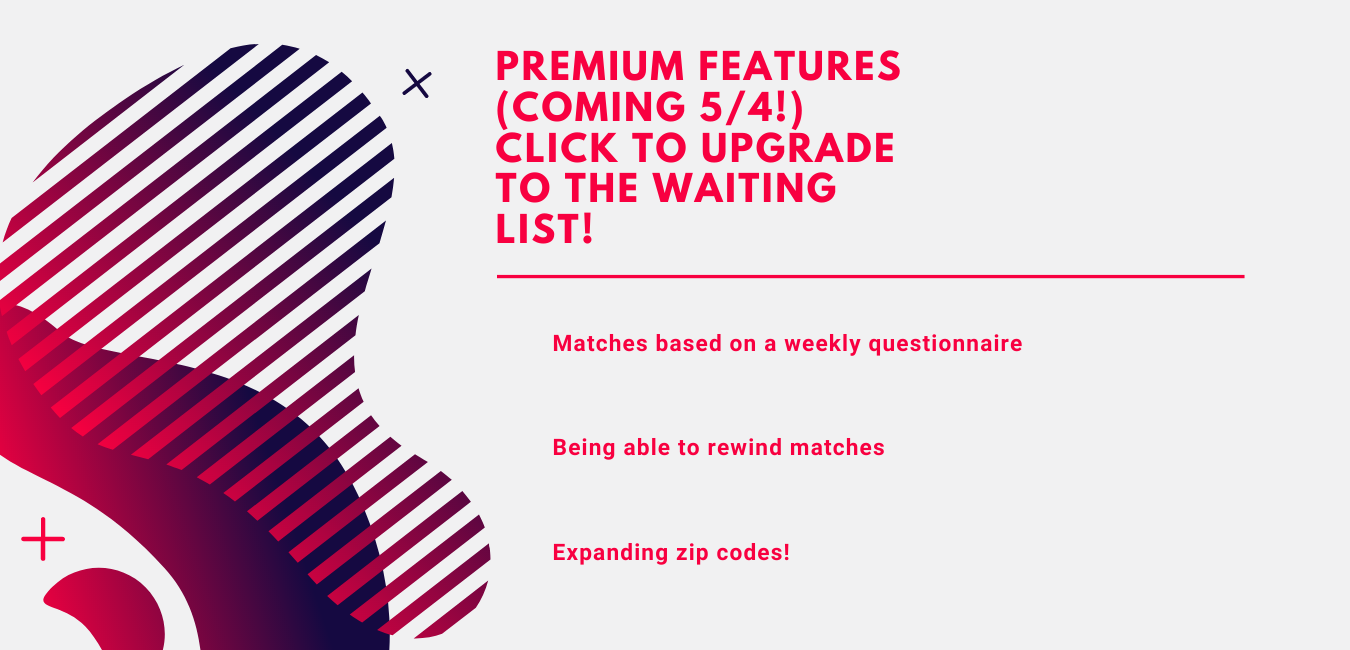 PREMIUM FEATURES
(COMING 5/4!)
CLICK TO UPGRADE
TO THE WAITING
LIST!
Matches based on a weekly questionnaire
Being able to rewind matches
Expanding zip codes!